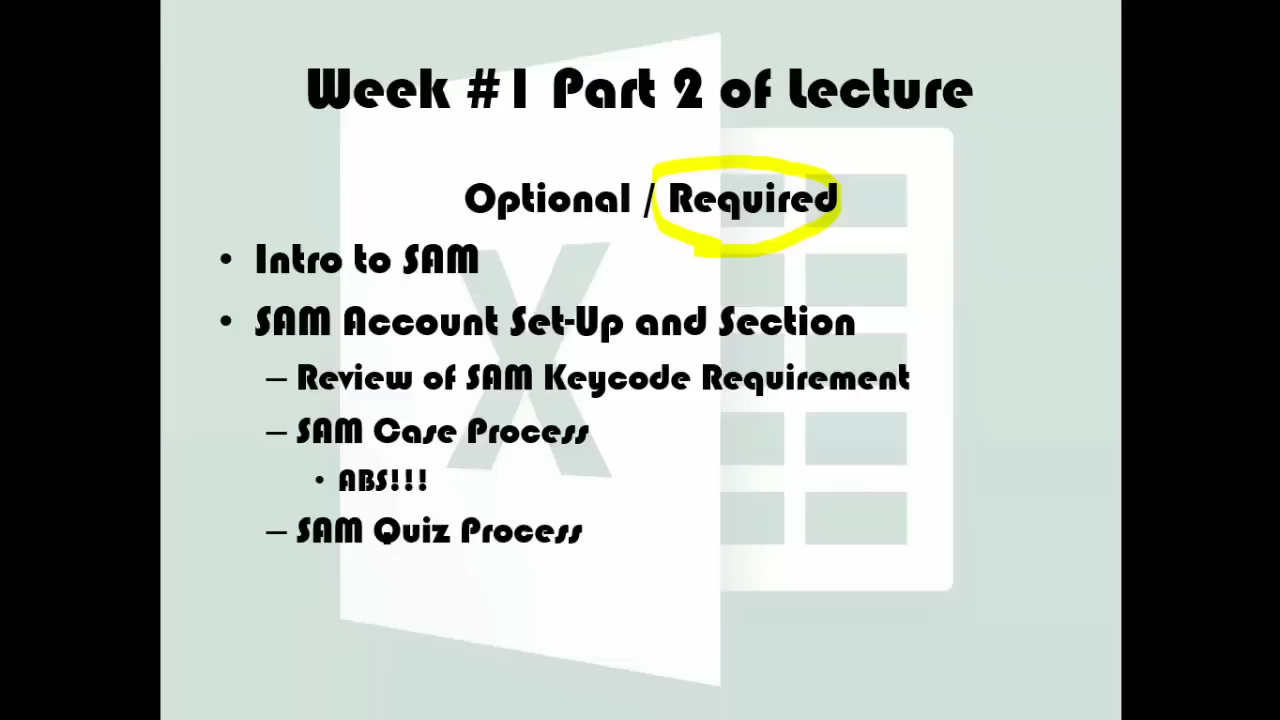 Week #1 Part 2 of Lecture
Optional / Required
• Intro to SAM
• SAM Account Set-Up and Section
– Review of SAM Keycode Requirement
– SAM Case Process
• ABS!!!
– SAM Quiz Process
X